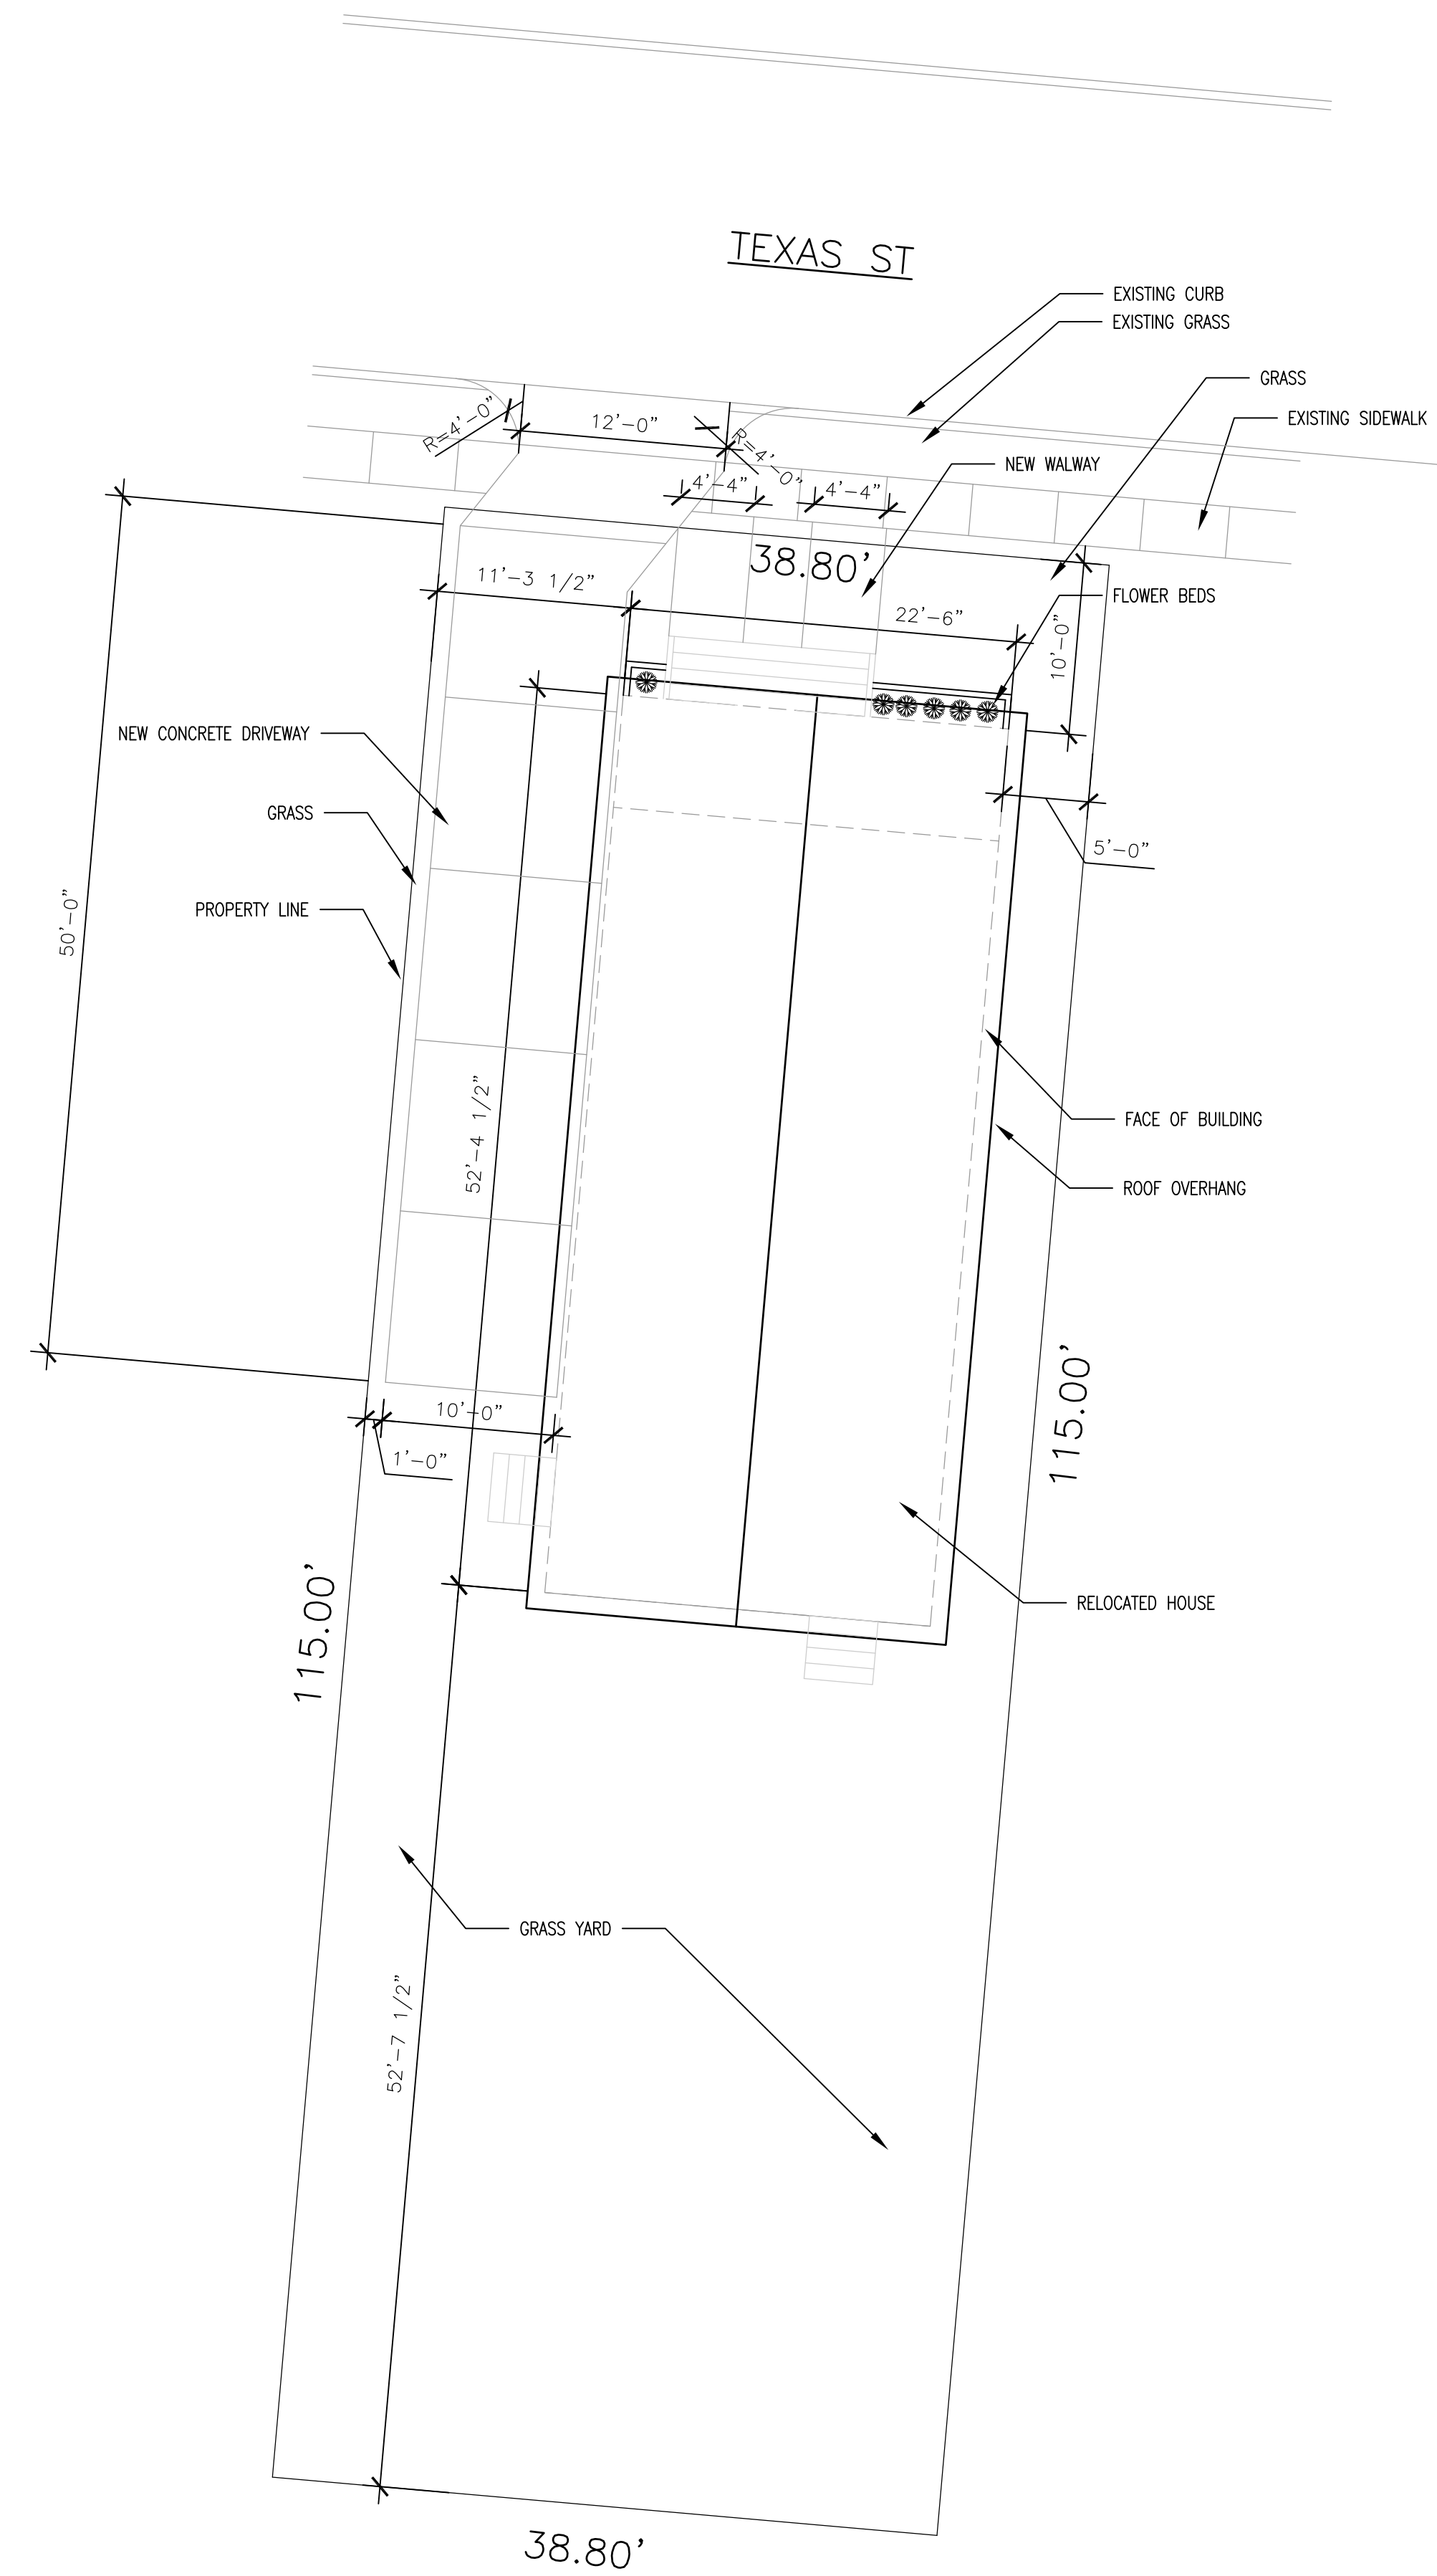 TEXAS ST
EXISTING CURB
EXISTING GRASS
GRASS
EXISTING SIDEWALK
R=4'-0"
12'-0"
R=4'-0"
NEW WALWAY
4'-4"
4'-4"
38.80'
11'-3 1/2"
FLOWER BEDS
22'-6"
10'-0"
NEW CONCRETE DRIVEWAY
GRASS
5'-0"
PROPERTY LINE
50'-0"
52'-4 1/2"
FACE OF BUILDING
ROOF OVERHANG
115.00'
10'-0"
1'-0"
115.00'
RELOCATED HOUSE
GRASS YARD
52'-7 1/2"
38.80'